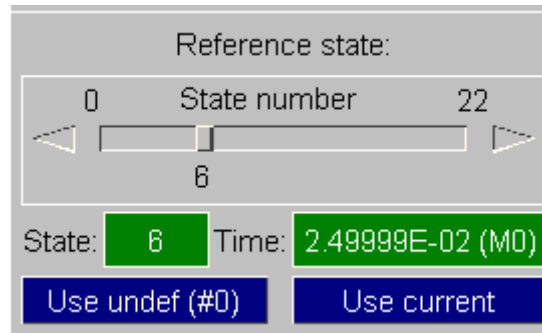 Reference state:
0 State number 22
6
State: 6 Time: 2.49999E-02 (M0)
Use undef (#0) Use current